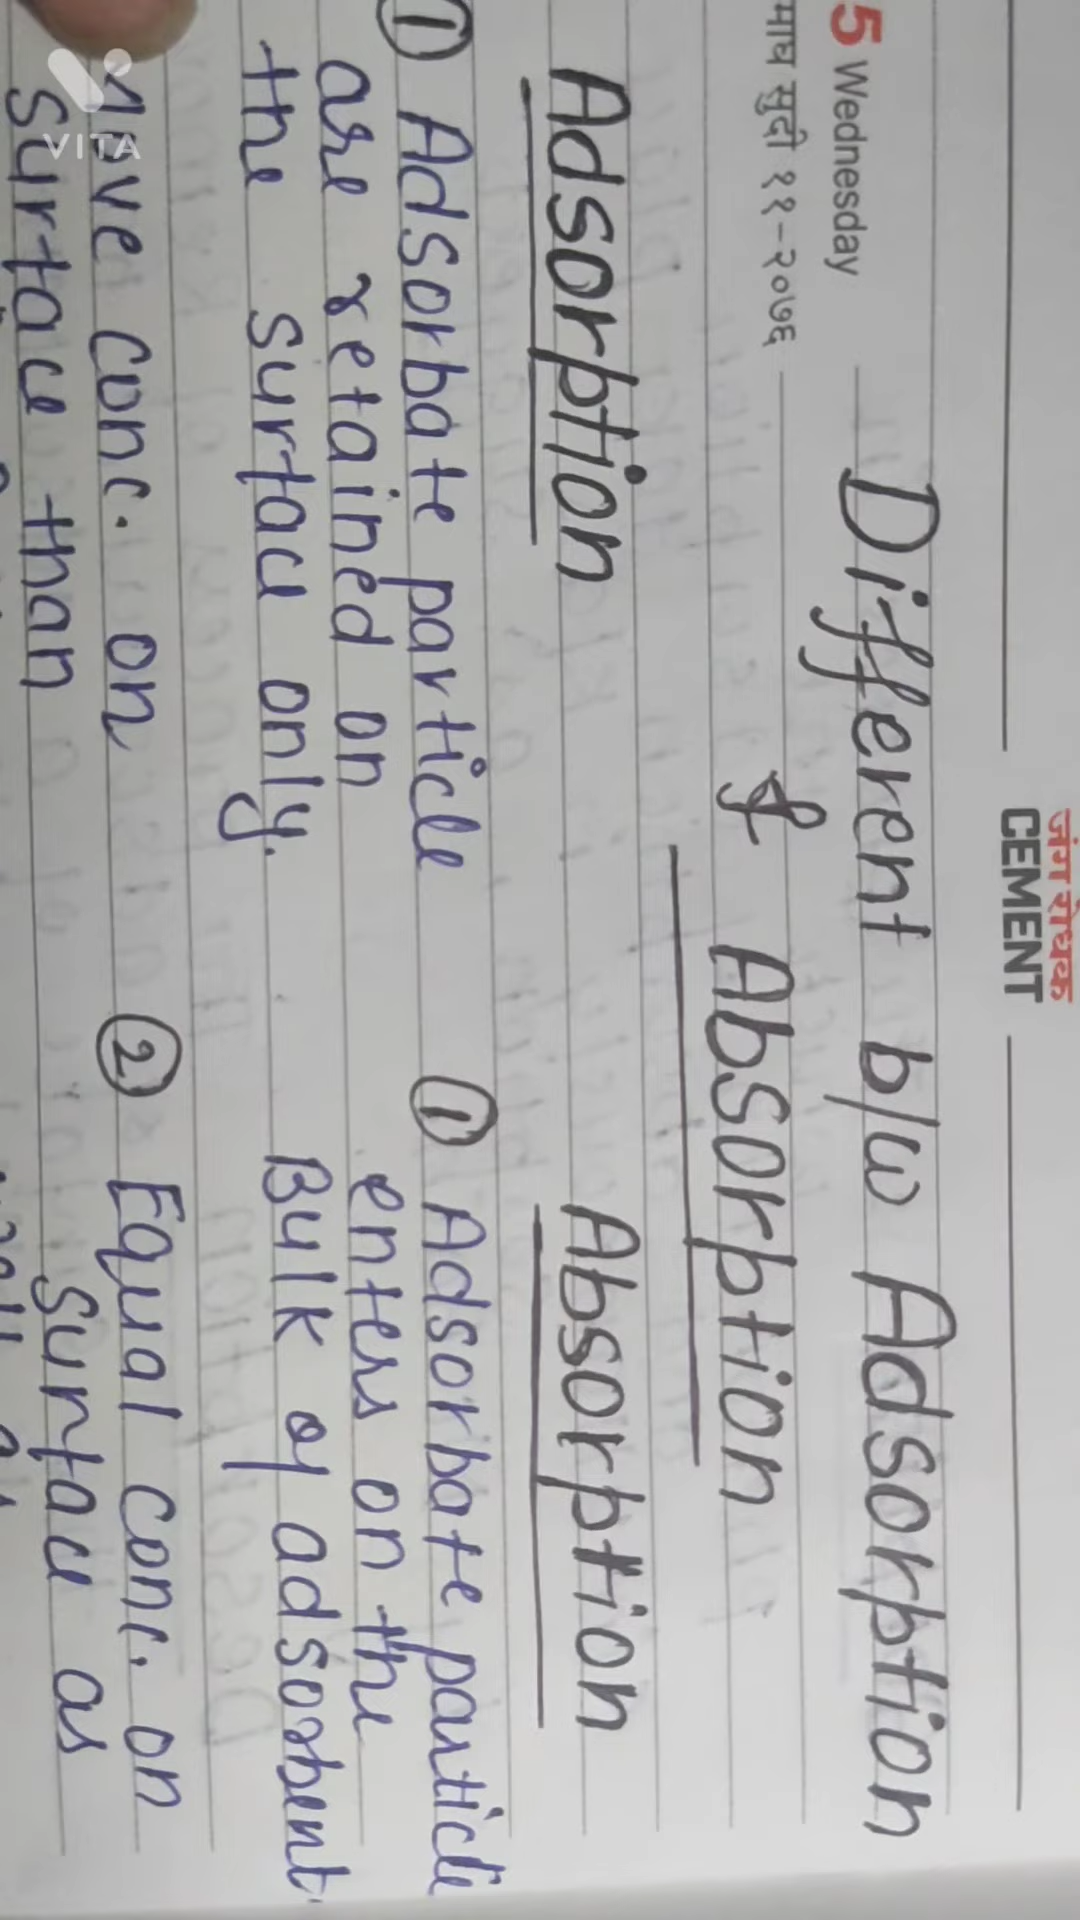 जंग रोधक
CEMENT
5 Wednesday
माघ सुदी ११-२०७६
Different b/w Adsorption
& Absorption
Adsorption
Absorption
① Adsorbate particle
are retained on
the surface only.
① Adsorbate particle
enters on the
Bulk of adsorbent.
Move conc. on
surface than
② Equal conc. on
surface as
VITA